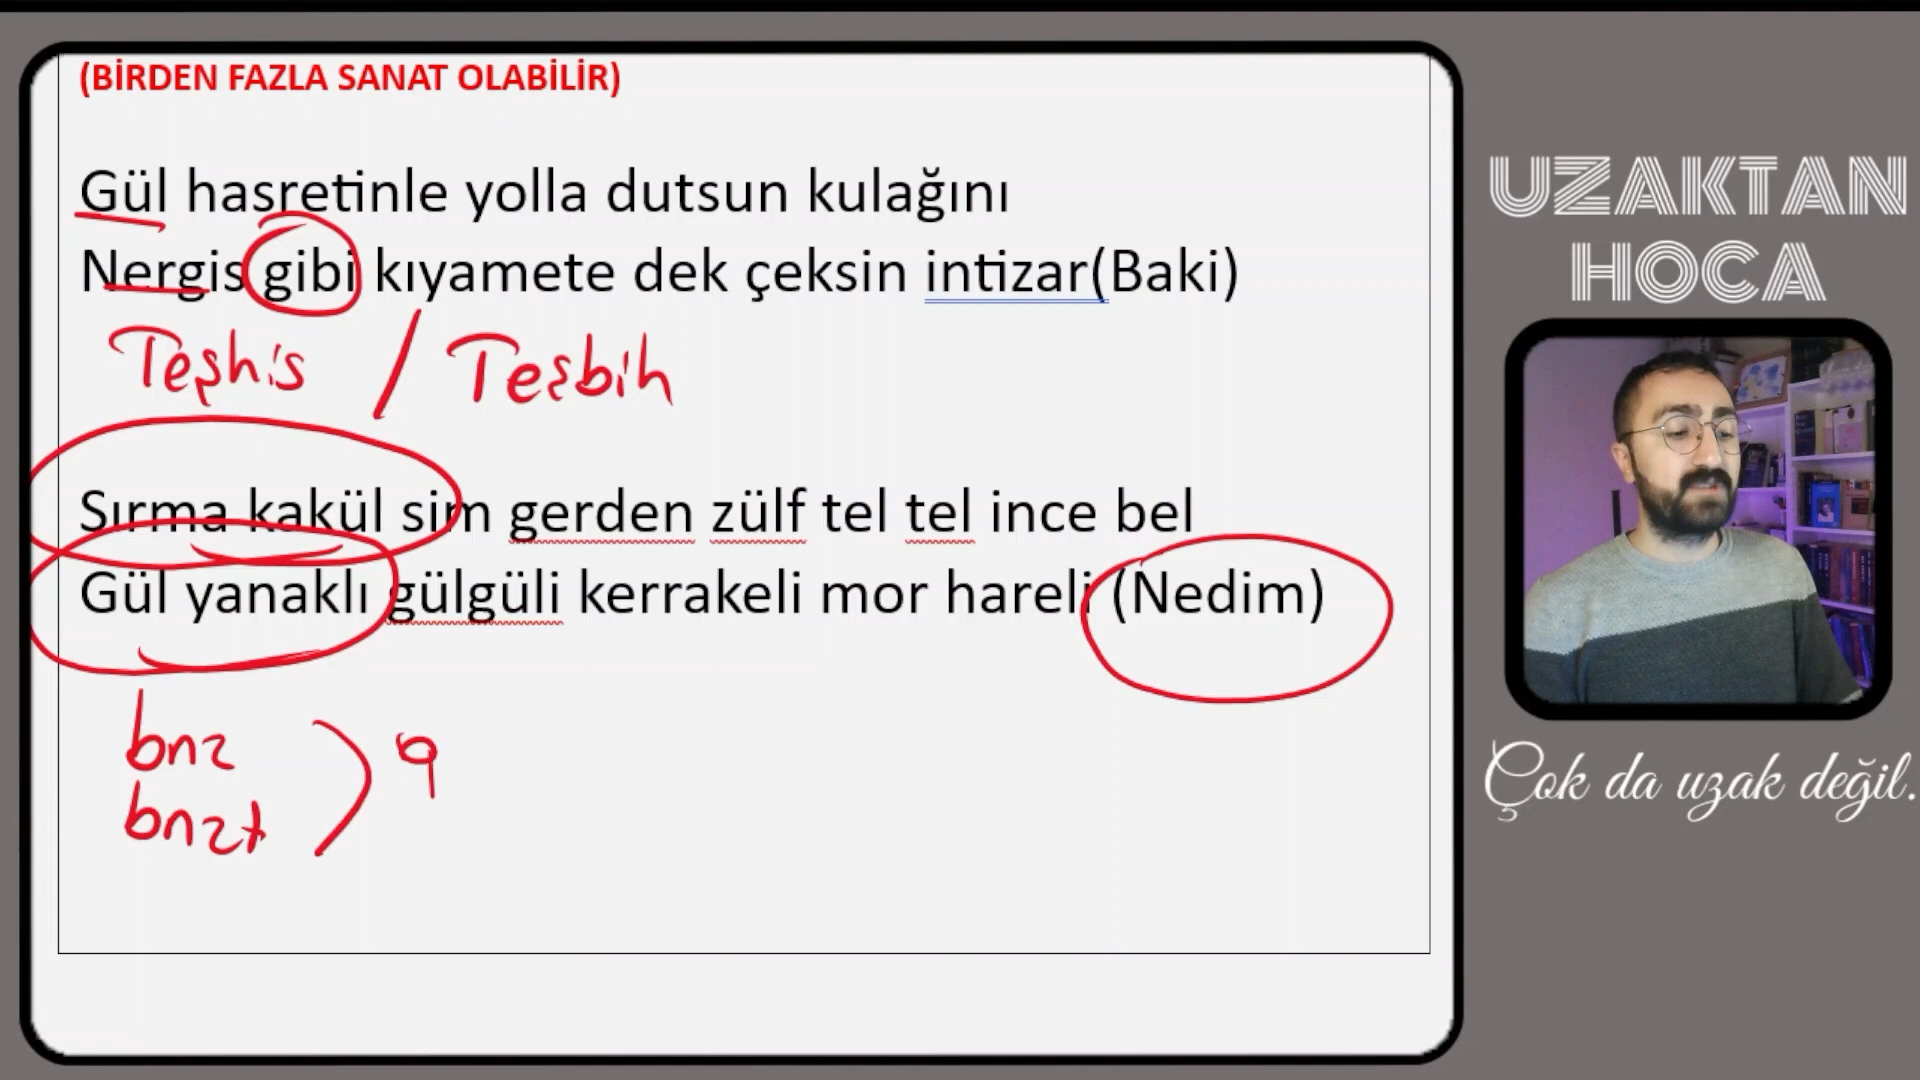 (BİRDEN FAZLA SANAT OLABİLİR)
Gül hasretinle yolla dutsun kulağını
Nergis gibi kıyamete dek çeksin intizar(Baki)
Teşhis / Teşbih
Sırma kakül sim gerden zülf tel tel ince bel
Gül yanaklı gülgüli kerrakeli mor hareli (Nedim)
bnz
bnzt
UZAKTAN
HOCA
Çok da uzak değil.